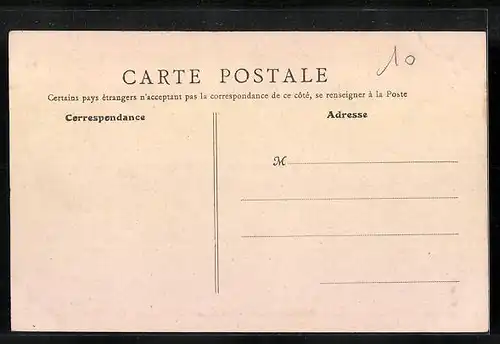 10
CARTE POSTALE
Certains pays étrangers n'acceptant pas la correspondance de ce côté, se renseigner à la Poste
Correspondance
Adresse
M